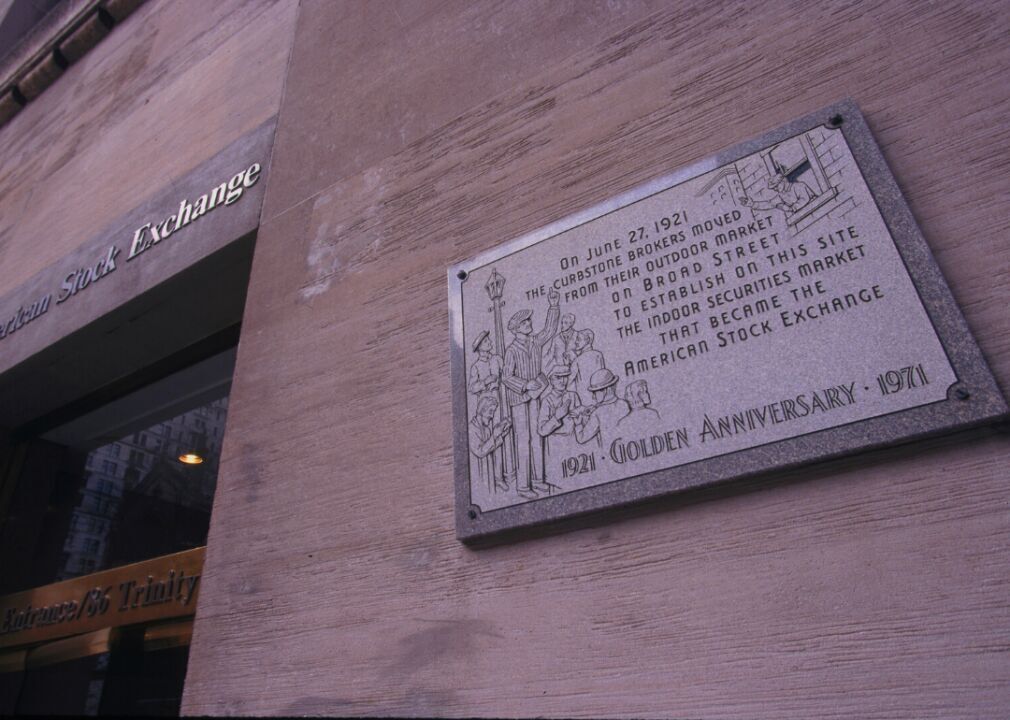 American Stock Exchange
Entrance/86 Trinity
On June 27, 1921
the curbstone brokers moved
from their outdoor market
on Broad Street
to establish on this site
the indoor securities market
that became the
American Stock Exchange
1921 · Golden Anniversary · 1971